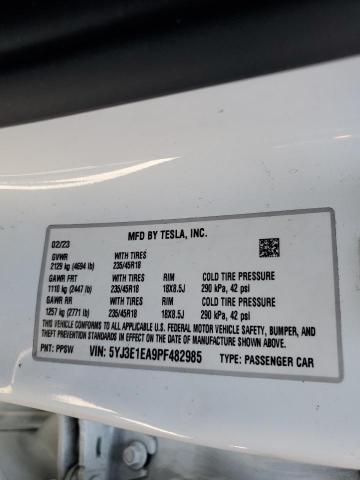 MFD BY TESLA, INC.
02/23
GVWR WITH TIRES
2129 kg (4694 lb) 235/45R18
GAWR FRT WITH TIRES RIM COLD TIRE PRESSURE
1110 kg (2447 lb) 235/45R18 18X8.5J 290 kPa, 42 psi
GAWR RR WITH TIRES RIM COLD TIRE PRESSURE
1257 kg (2771 lb) 235/45R18 18X8.5J 290 kPa, 42 psi
THIS VEHICLE CONFORMS TO ALL APPLICABLE U.S. FEDERAL MOTOR VEHICLE SAFETY, BUMPER, AND
THEFT PREVENTION STANDARDS IN EFFECT ON THE DATE OF MANUFACTURE SHOWN ABOVE.
PNT: PPSW VIN: 5YJ3E1EA9PF482985 TYPE: PASSENGER CAR